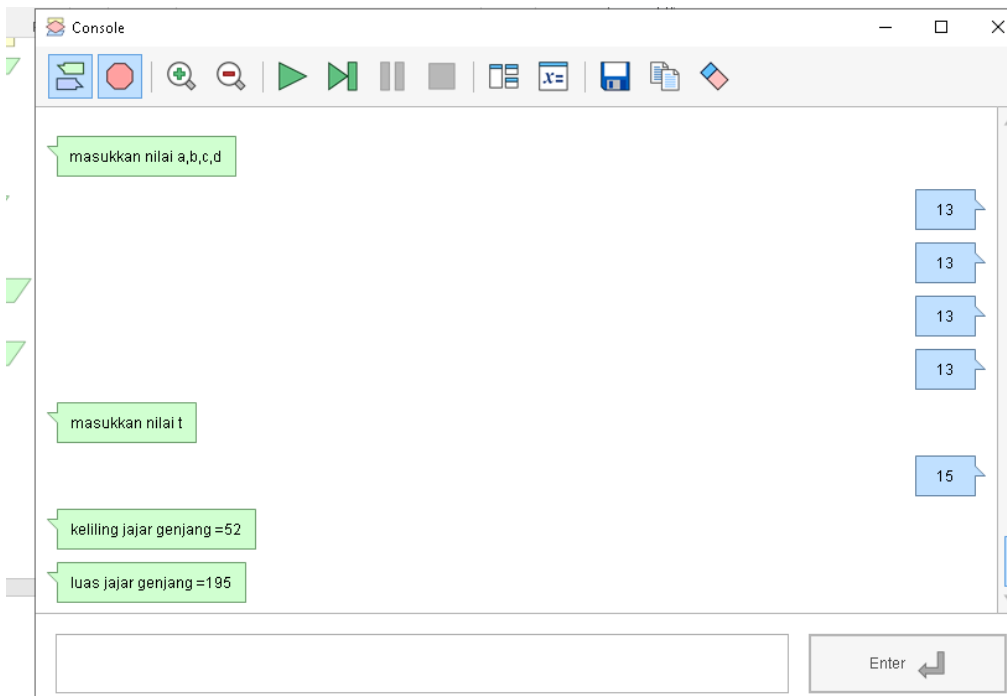 Console
x=
masukkan nilai a,b,c,d
13
13
13
13
masukkan nilai t
15
keliling jajar genjang =52
luas jajar genjang =195
Enter